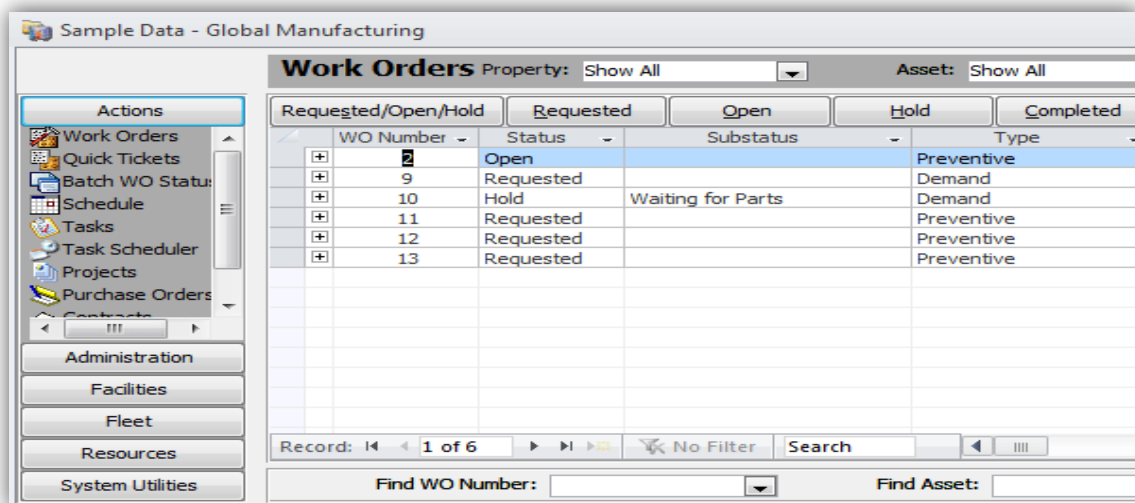 Sample Data - Global Manufacturing
Work Orders Property: Show All Asset: Show All
Actions
Requested/Open/Hold Requested Open Hold Completed
WO Number Status Substatus Type
Work Orders
Quick Tickets
Batch WO Statu
Schedule
Tasks
Task Scheduler
Projects
Purchase Orders
Contracts
2 Open Preventive
9 Requested Demand
10 Hold Waiting for Parts Demand
11 Requested Preventive
12 Requested Preventive
13 Requested Preventive
Administration
Facilities
Fleet
Resources
System Utilities
Record: 1 of 6 No Filter Search
Find WO Number: Find Asset: